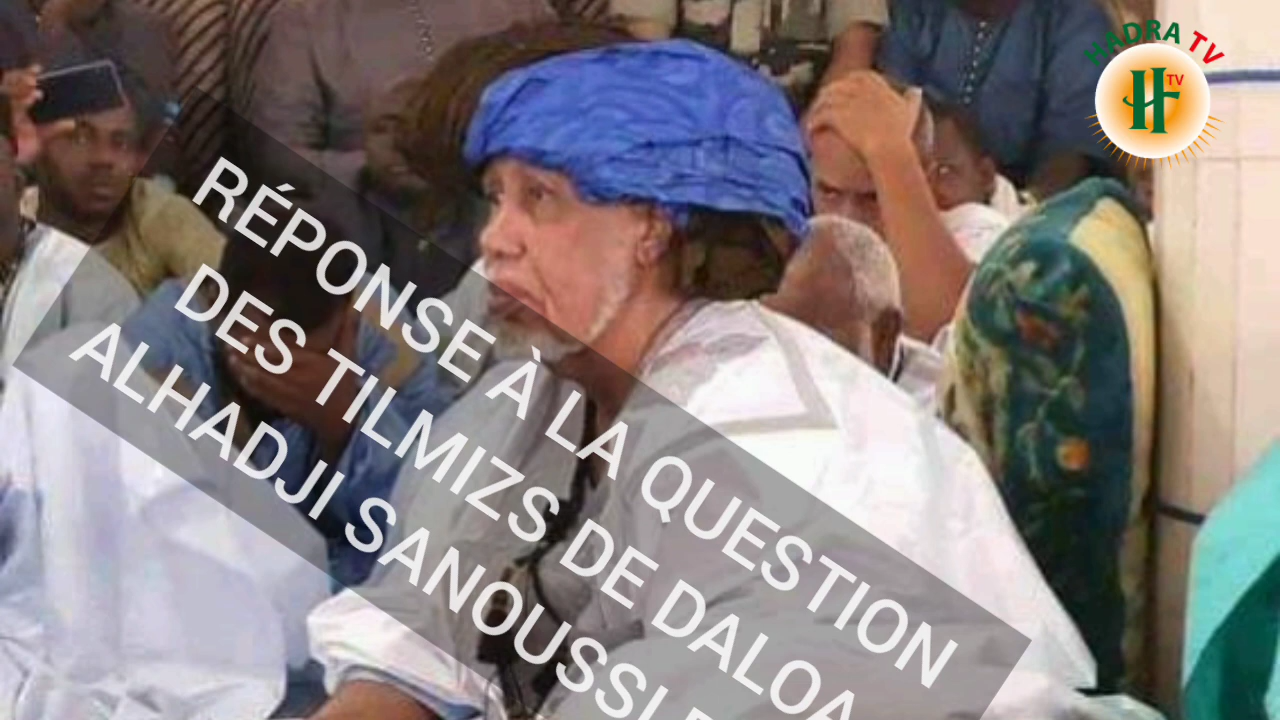 HADRA TV
H TV
RÉPONSE À LA QUESTION
DES TILMIZS DE DALOA
ALHADJI SANOUSSI